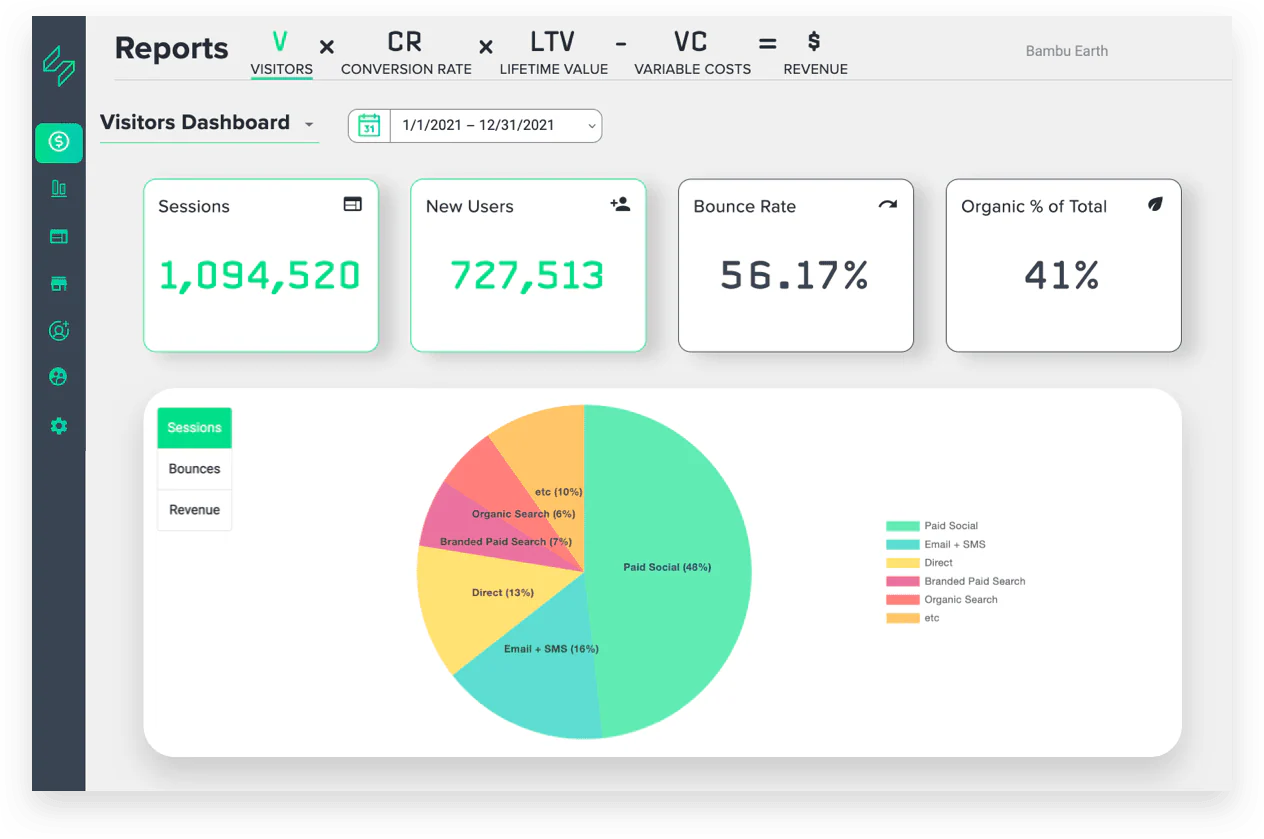 Reports
V × CR × LTV - VC = $
VISITORS CONVERSION RATE LIFETIME VALUE VARIABLE COSTS REVENUE
Bambu Earth
Visitors Dashboard
31
1/1/2021 – 12/31/2021
Sessions
1,094,520
New Users
727,513
Bounce Rate
56.17%
Organic % of Total
41%
Sessions
Bounces
Revenue
etc (10%)
Organic Search (6%)
Branded Paid Search (7%)
Paid Social (48%)
Direct (13%)
Email + SMS (16%)
Paid Social
Email + SMS
Direct
Branded Paid Search
Organic Search
etc